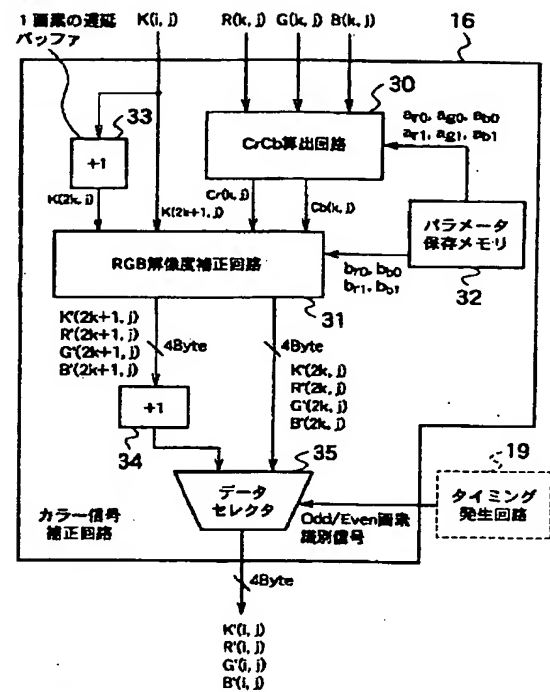 1画素の遅延
バッファ
K(i, j)
R(k, j) G(k, j) B(k, j)
16
33
+1
K(2k, j)
K(2k+1, j)
30
CrCb算出回路
ar0, ag0, ab0
ar1, ag1, ab1
Cr(k, j)
Cb(k, j)
パラメータ
保存メモリ
32
RGB解像度補正回路
br0, bb0
br1, bb1
31
K'(2k+1, j)
R'(2k+1, j)
G'(2k+1, j)
B'(2k+1, j)
4Byte
4Byte
K'(2k, j)
R'(2k, j)
G'(2k, j)
B'(2k, j)
+1
34
35
データ
セレクタ
19
タイミング
発生回路
Odd/Even画素
識別信号
カラー信号
補正回路
4Byte
K'(i, j)
R'(i, j)
G'(i, j)
B'(i, j)